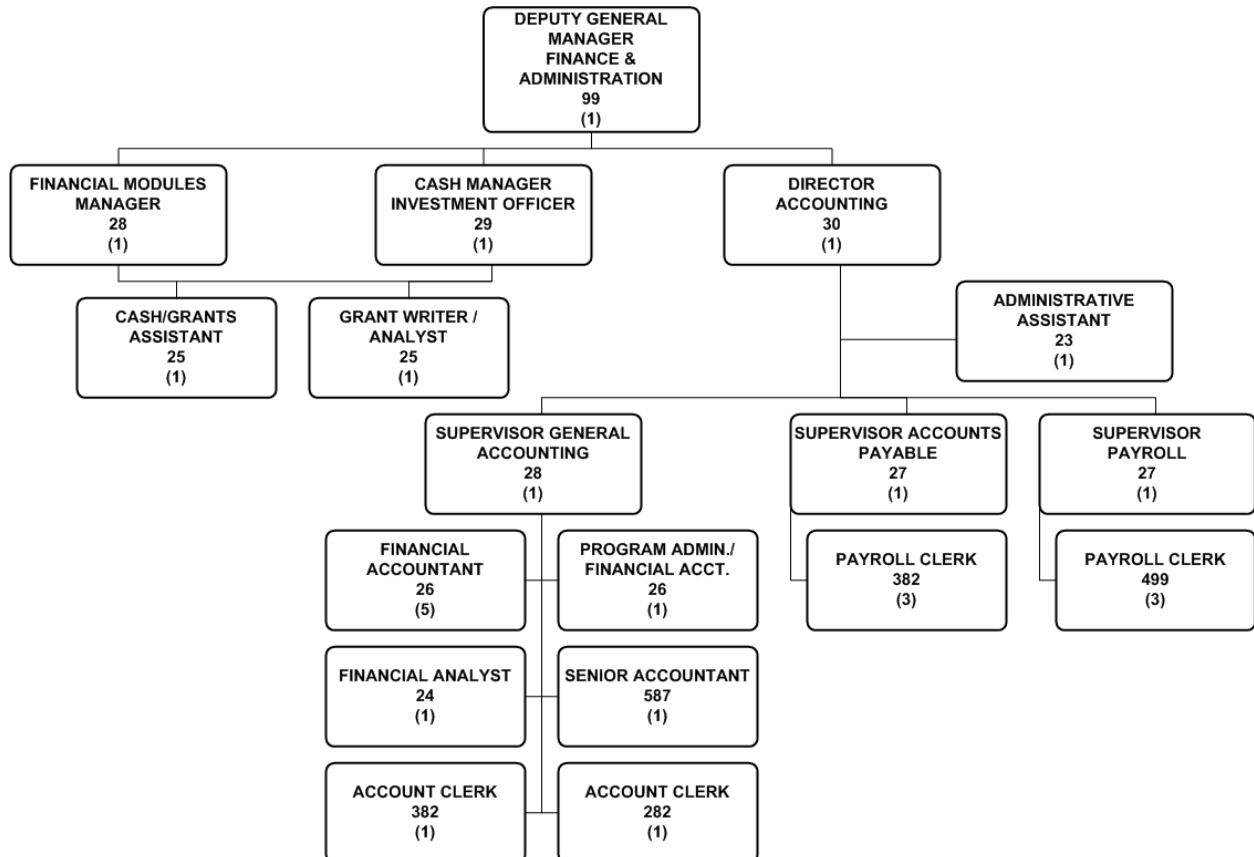 DEPUTY GENERAL
MANAGER
FINANCE &
ADMINISTRATION
99
(1)
FINANCIAL MODULES
MANAGER
28
(1)
CASH MANAGER
INVESTMENT OFFICER
29
(1)
DIRECTOR
ACCOUNTING
30
(1)
CASH/GRANTS
ASSISTANT
25
(1)
GRANT WRITER /
ANALYST
25
(1)
ADMINISTRATIVE
ASSISTANT
23
(1)
SUPERVISOR GENERAL
ACCOUNTING
28
(1)
SUPERVISOR ACCOUNTS
PAYABLE
27
(1)
SUPERVISOR
PAYROLL
27
(1)
FINANCIAL
ACCOUNTANT
26
(5)
PROGRAM ADMIN./
FINANCIAL ACCT.
26
(1)
PAYROLL CLERK
382
(3)
PAYROLL CLERK
499
(3)
FINANCIAL ANALYST
24
(1)
SENIOR ACCOUNTANT
587
(1)
ACCOUNT CLERK
382
(1)
ACCOUNT CLERK
282
(1)